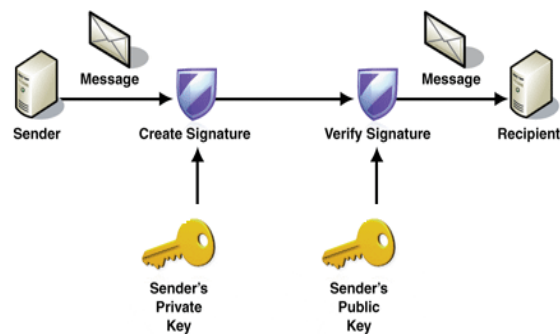 Message
Message
Sender
Create Signature
Verify Signature
Recipient
Sender's
Private
Key
Sender's
Public
Key